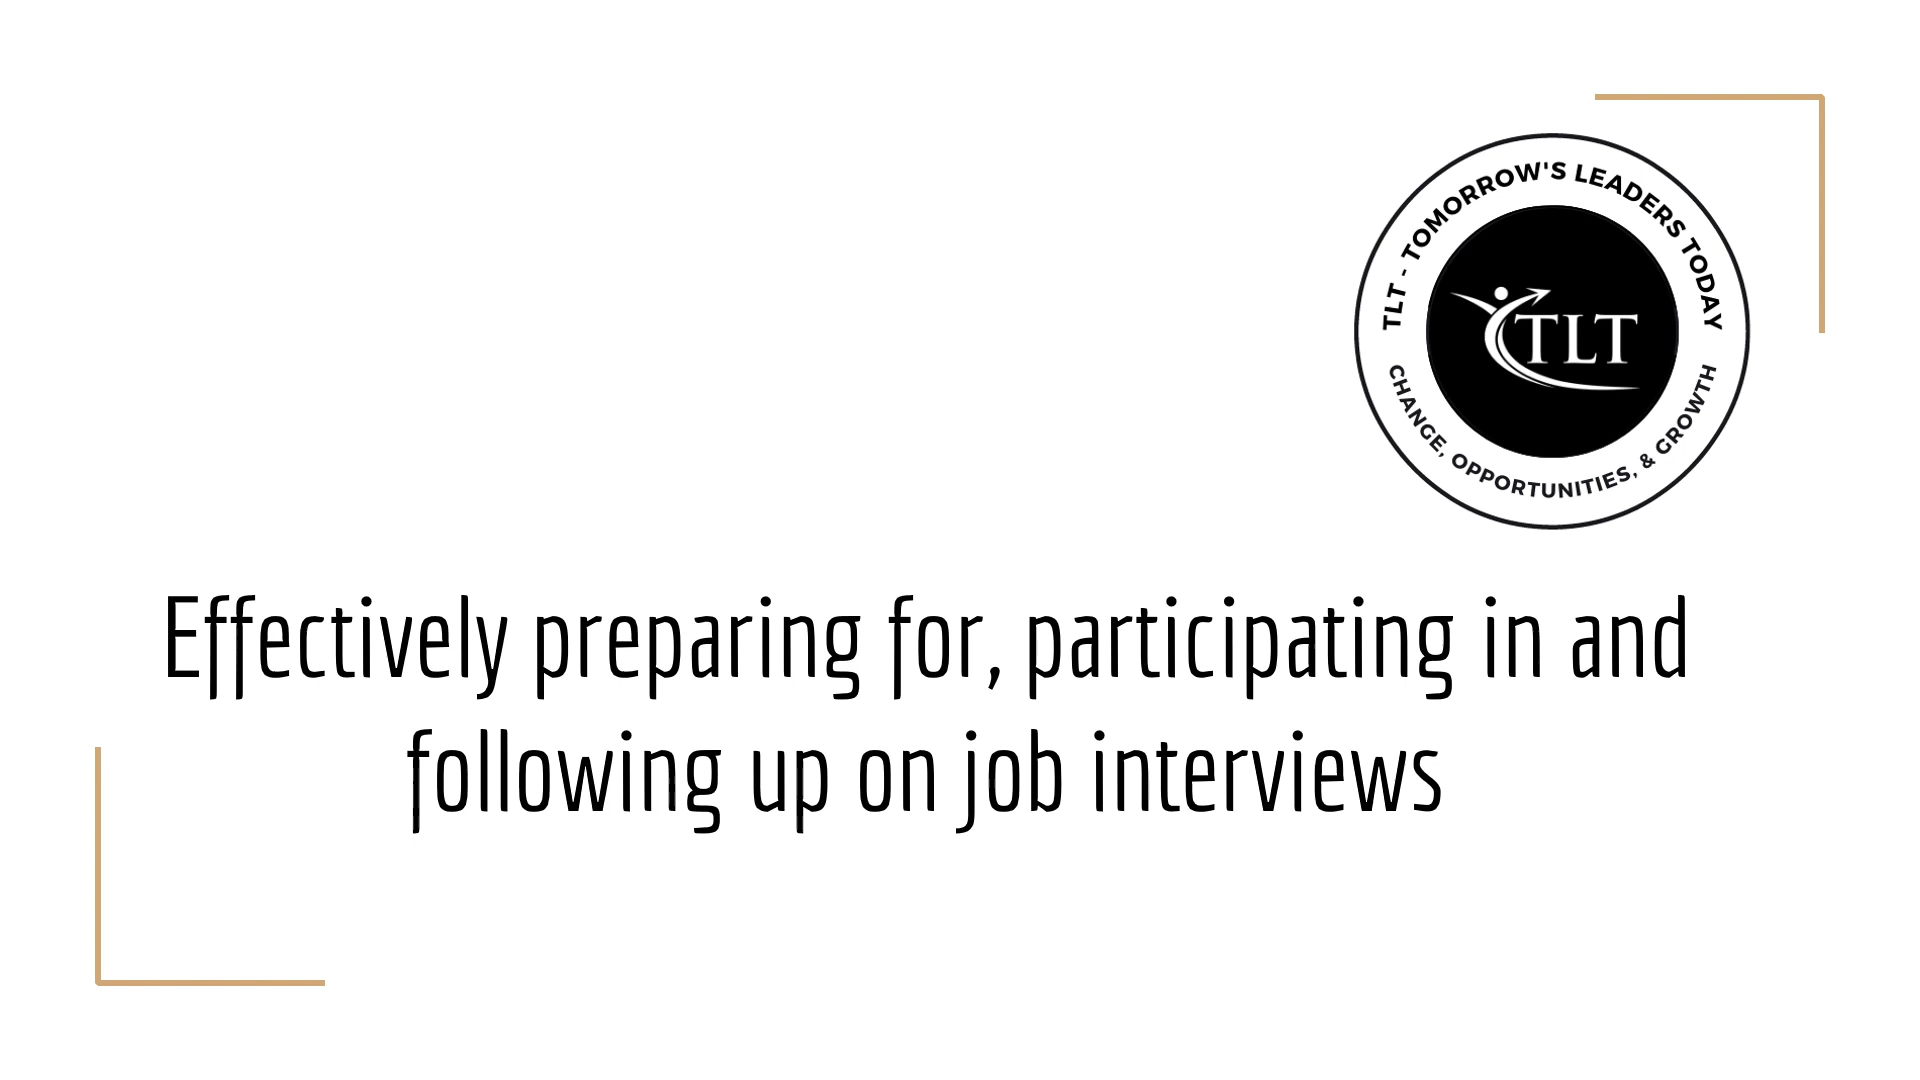 TLT - TOMORROW'S LEADERS TODAY
TLT
CHANGE, OPPORTUNITIES, & GROWTH
Effectively preparing for, participating in and
following up on job interviews